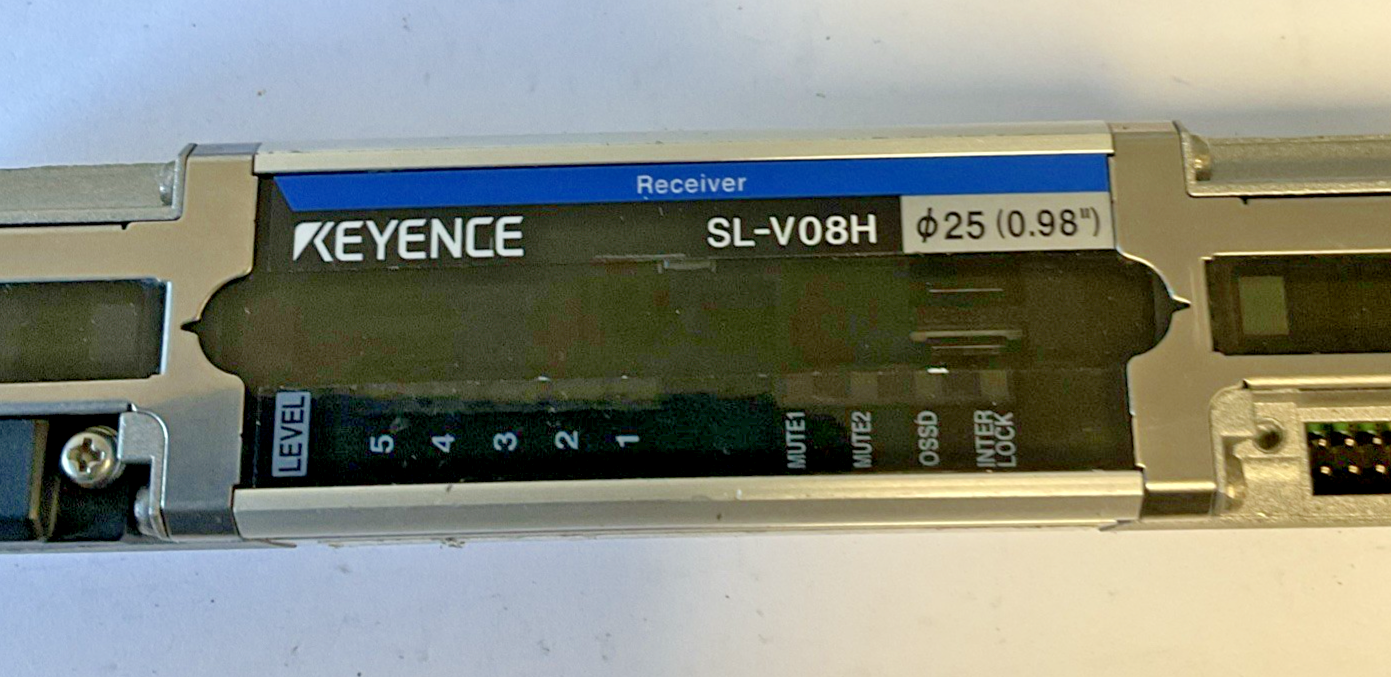 Receiver
KEYENCE SL-V08H ϕ25 (0.98")
LEVEL 5 4 3 2 1 MUTE1 MUTE2 OSSD INTER
LOCK